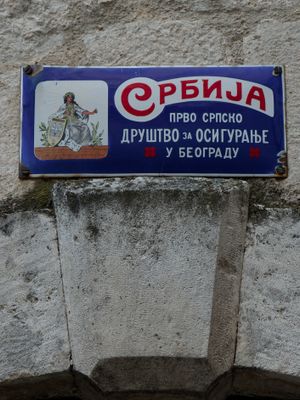 СРБИЈА
ПРВО СРПСКО
ДРУШТВО ЗА ОСИГУРАЊЕ
У БЕОГРАДУ